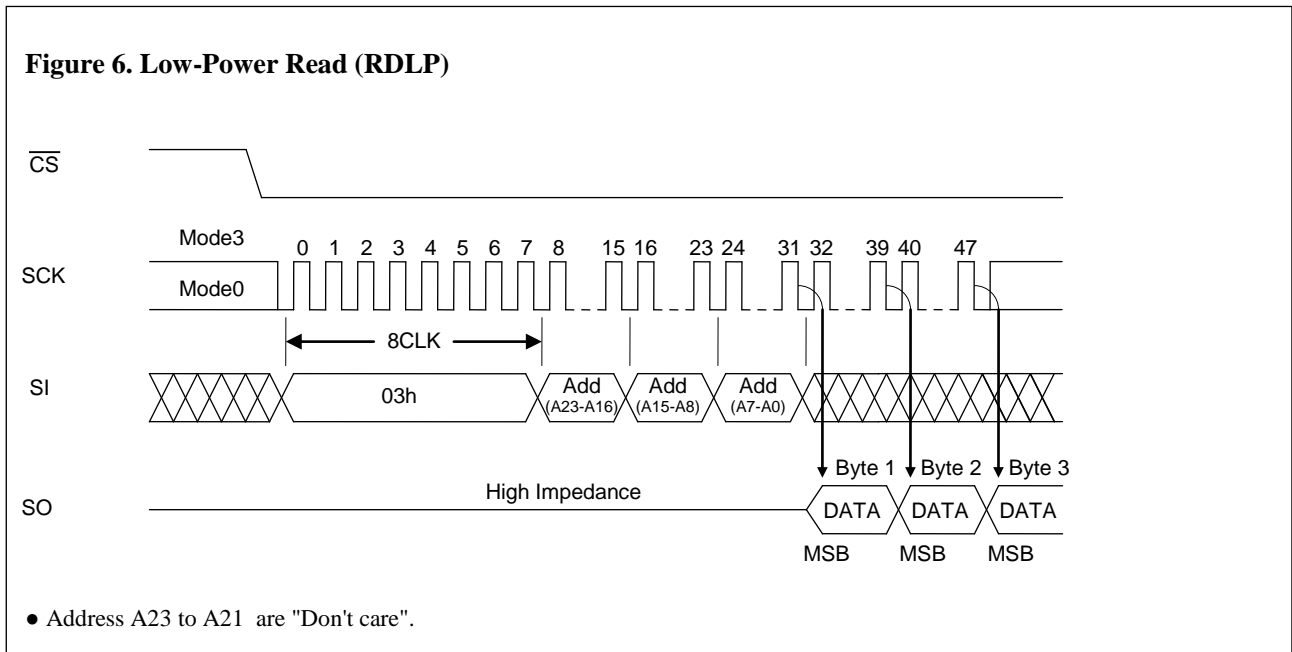 Figure 6. Low-Power Read (RDLP)
CS
Mode3
0 1 2 3 4 5 6 7 8 15 16 23 24 31 32 39 40 47
SCK
Mode0
8CLK
SI
03h
Add
(A23-A16)
Add
(A15-A8)
Add
(A7-A0)
Byte 1 Byte 2 Byte 3
High Impedance
SO
DATA DATA DATA
MSB MSB MSB
● Address A23 to A21 are "Don't care".